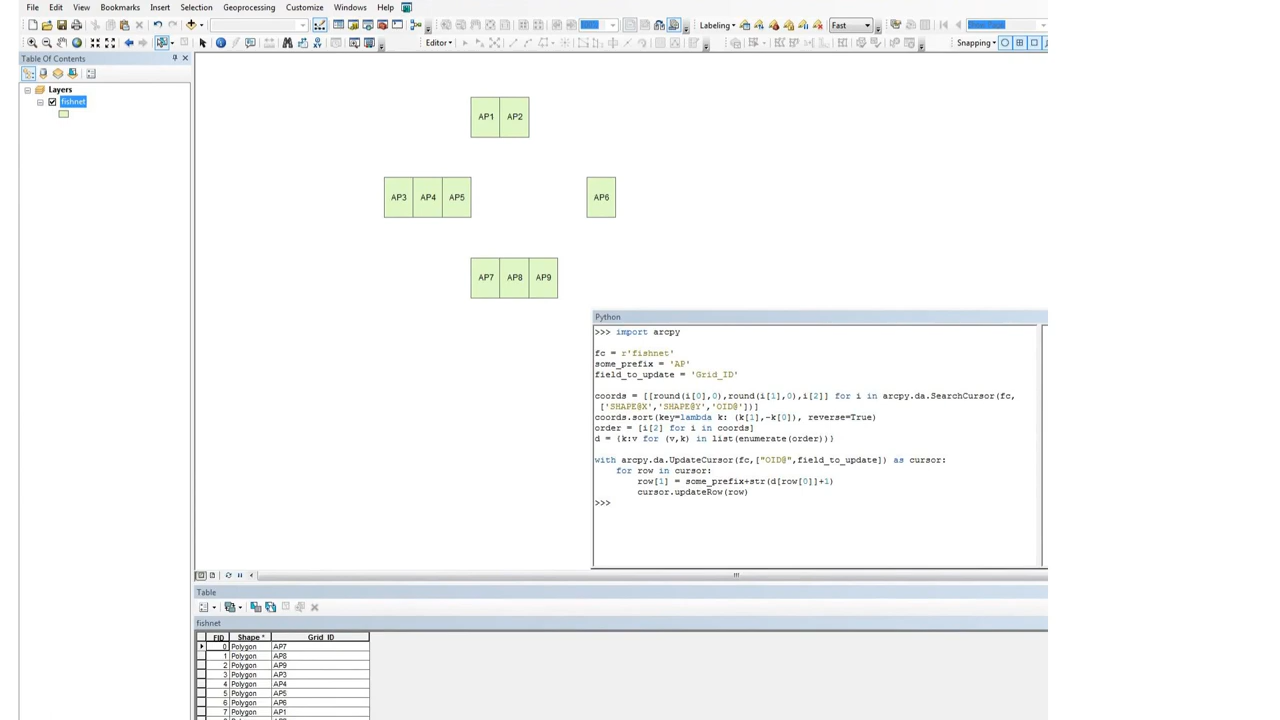 File Edit View Bookmarks Insert Selection Geoprocessing Customize Windows Help
Labeling Fast
Editor Snapping
Table Of Contents
Layers
fishnet
AP1 AP2
AP3 AP4 AP5 AP6
AP7 AP8 AP9
Python
>>> import arcpy
fc = r'fishnet'
some_prefix = 'AP'
field_to_update = 'Grid_ID'
coords = [[round(i[0],0),round(i[1],0),i[2]] for i in arcpy.da.SearchCursor(fc,
['SHAPE@X','SHAPE@Y','OID@'])]
coords.sort(key=lambda k: (k[1],-k[0]), reverse=True)
order = [i[2] for i in coords]
d = {k:v for (v,k) in list(enumerate(order))}
with arcpy.da.UpdateCursor(fc,["OID@",field_to_update]) as cursor:
for row in cursor:
row[1] = some_prefix+str(d[row[0]]+1)
cursor.updateRow(row)
>>>
Table
fishnet
FID Shape * Grid_ID
0 Polygon AP7
1 Polygon AP8
2 Polygon AP9
3 Polygon AP3
4 Polygon AP4
5 Polygon AP5
6 Polygon AP6
7 Polygon AP1